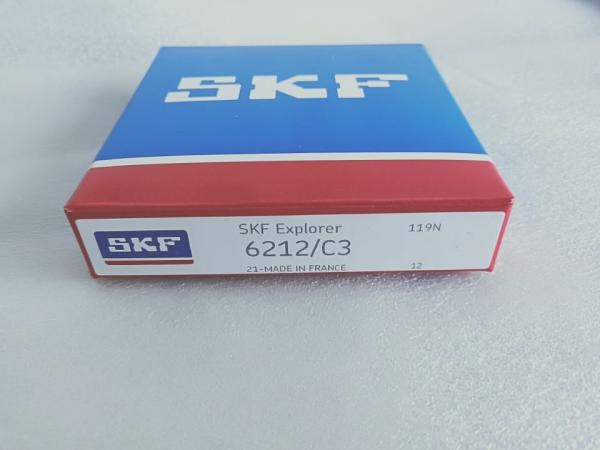 SKF
SKF Explorer 119N
SKF 6212/C3
21-MADE IN FRANCE 12